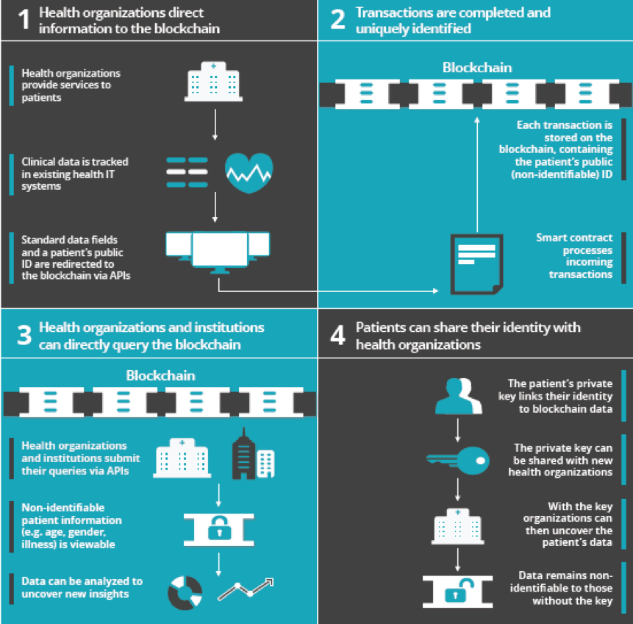 1 Health organizations direct
information to the blockchain
Health organizations
provide services to
patients
Clinical data is tracked
in existing health IT
systems
Standard data fields
and a patient's public
ID are redirected to
the blockchain via APIs
2 Transactions are completed and
uniquely identified
Blockchain
Each transaction is
stored on the
blockchain, containing
the patient's public
(non-identifiable) ID
Smart contract
processes
incoming
transactions
3 Health organizations and institutions
can directly query the blockchain
Blockchain
Health organizations
and institutions submit
their queries via APIs
Non-identifiable
patient information
(e.g. age, gender,
illness) is viewable
Data can be analyzed to
uncover new insights
4 Patients can share their identity with
health organizations
The patient's private
key links their identity
to blockchain data
The private key can
be shared with new
health organizations
With the key
organizations can
then uncover the
patient's data
Data remains non-
identifiable to those
without the key